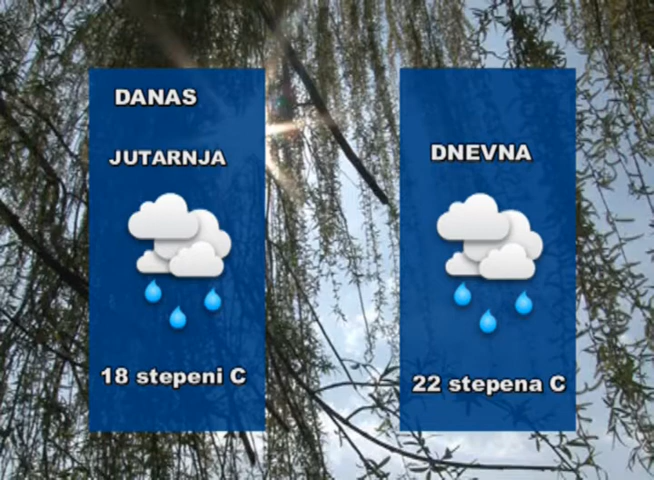 DANAS
JUTARNJA
18 stepeni C
DNEVNA
22 stepena C